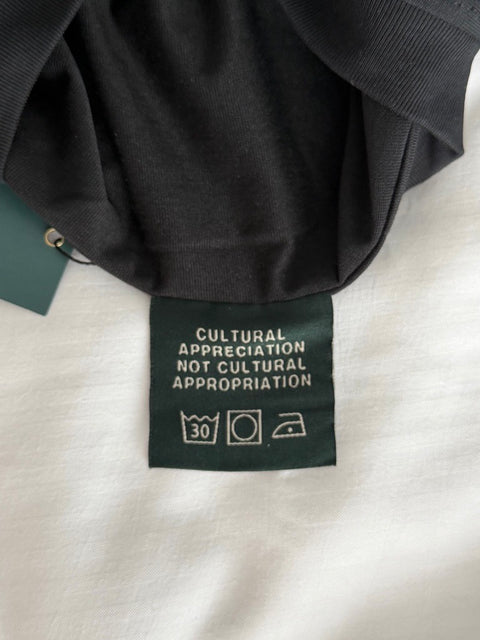 CULTURAL
APPRECIATION
NOT CULTURAL
APPROPRIATION
30